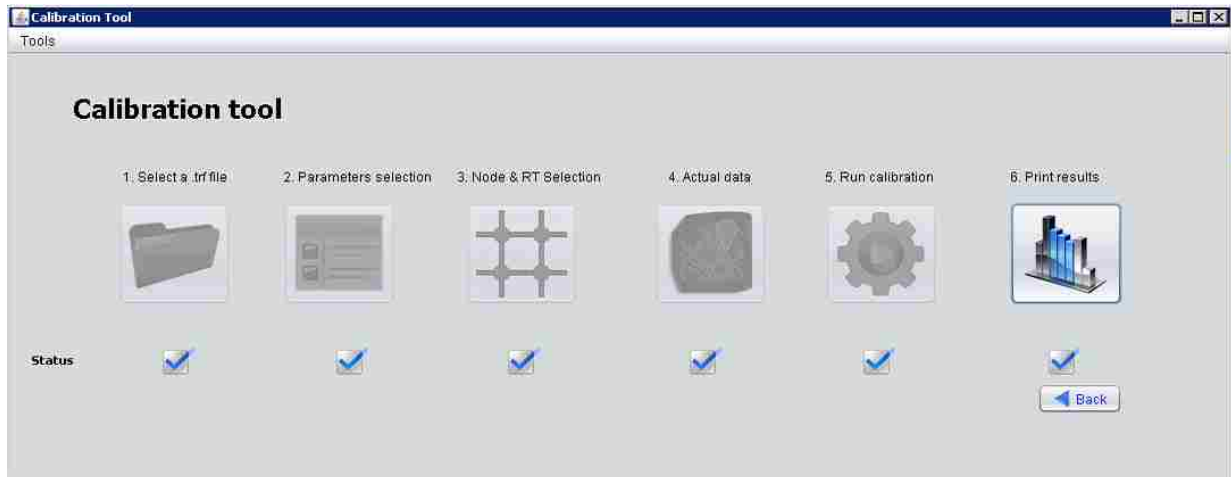 Calibration Tool
Tools
Calibration tool
1. Select a .trf file
2. Parameters selection
3. Node & RT Selection
4. Actual data
5. Run calibration
6. Print results
Status
Back